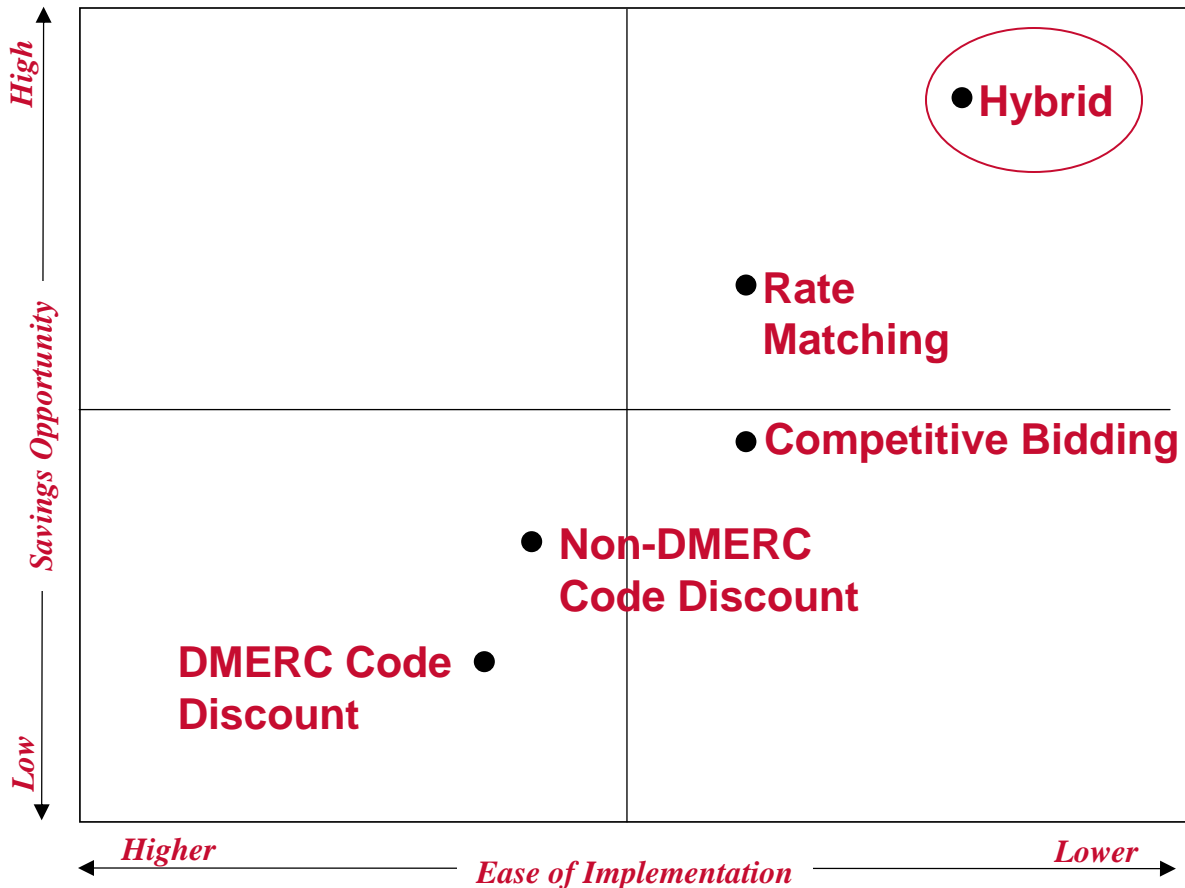 High
Hybrid
Rate
Matching
Savings Opportunity
Competitive Bidding
Non-DMERC
Code Discount
DMERC Code
Discount
Low
Higher
Ease of Implementation
Lower